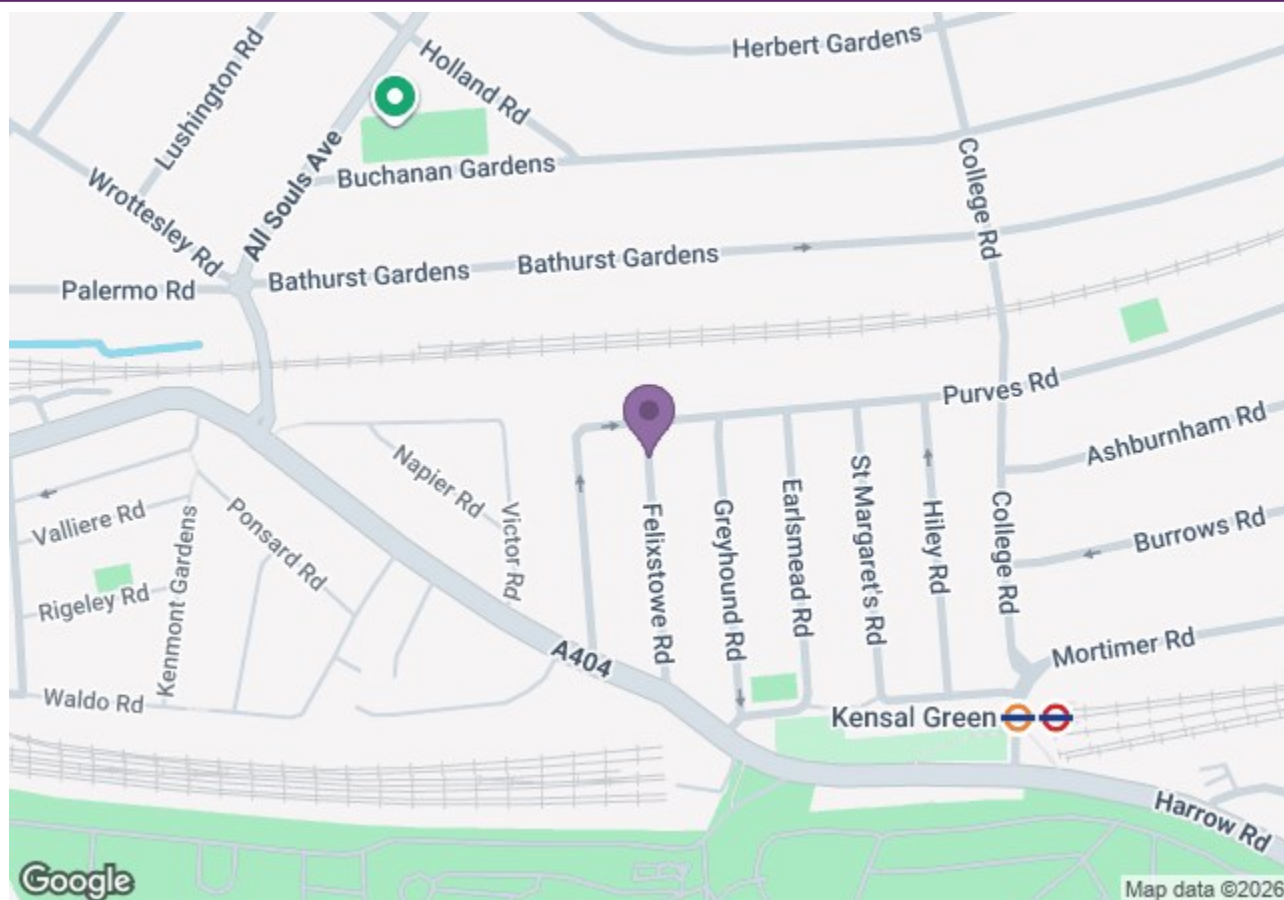 Herbert Gardens
Holland Rd
Lushington Rd
All Souls Ave
Buchanan Gardens
College Rd
Wrottesley Rd
Bathurst Gardens
Bathurst Gardens
Palermo Rd
Purves Rd
Ashburnham Rd
Napier Rd
Victor Rd
Valliere Rd
Ponsard Rd
Kenmont Gardens
Rigeley Rd
Waldo Rd
Felixstowe Rd
Greyhound Rd
Earlsmead Rd
St Margaret's Rd
Hiley Rd
College Rd
Burrows Rd
Mortimer Rd
A404
Kensal Green
Harrow Rd
Google
Map data ©2026